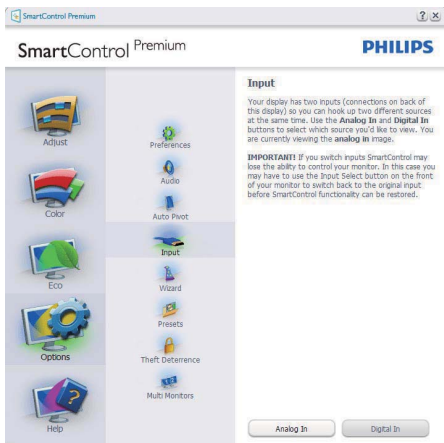 SmartControl Premium
? X
SmartControl Premium
PHILIPS
Adjust
Color
Eco
Options
Help
Preferences
Audio
Auto Pivot
Input
Wizard
Presets
Theft Deterrence
Multi Monitors
Input
Your display has two inputs (connections on back of
this display) so you can hook up two different sources
at the same time. Use the Analog In and Digital In
buttons to select which source you'd like to view. You
are currently viewing the analog in image.
IMPORTANT! If you switch inputs SmartControl may
lose the ability to control your monitor. In this case you
may have to use the Input Select button on the front
of your monitor to switch back to the original input
before SmartControl functionality can be restored.
Analog In
Digital In